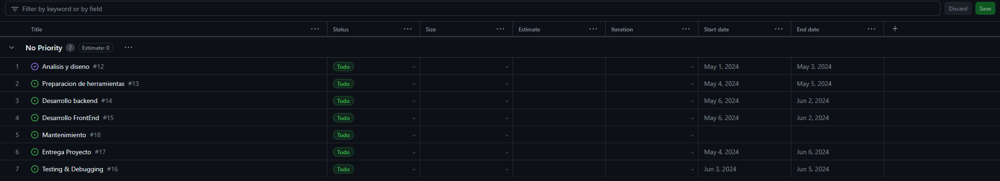 Filter by keyword or by field Discard Save
Title Status Size Estimate Iteration Start date End date
No Priority 7 Estimate: 0
1 Analisis y diseno #12 Todo May 1, 2024 May 3, 2024
2 Preparacion de herramientas #13 Todo May 4, 2024 May 5, 2024
3 Desarrollo backend #14 Todo May 6, 2024 Jun 2, 2024
4 Desarrollo FrontEnd #15 Todo May 6, 2024 Jun 2, 2024
5 Mantenimiento #18 Todo
6 Entrega Proyecto #17 Todo May 4, 2024 Jun 6, 2024
7 Testing & Debugging #16 Todo Jun 3, 2024 Jun 5, 2024